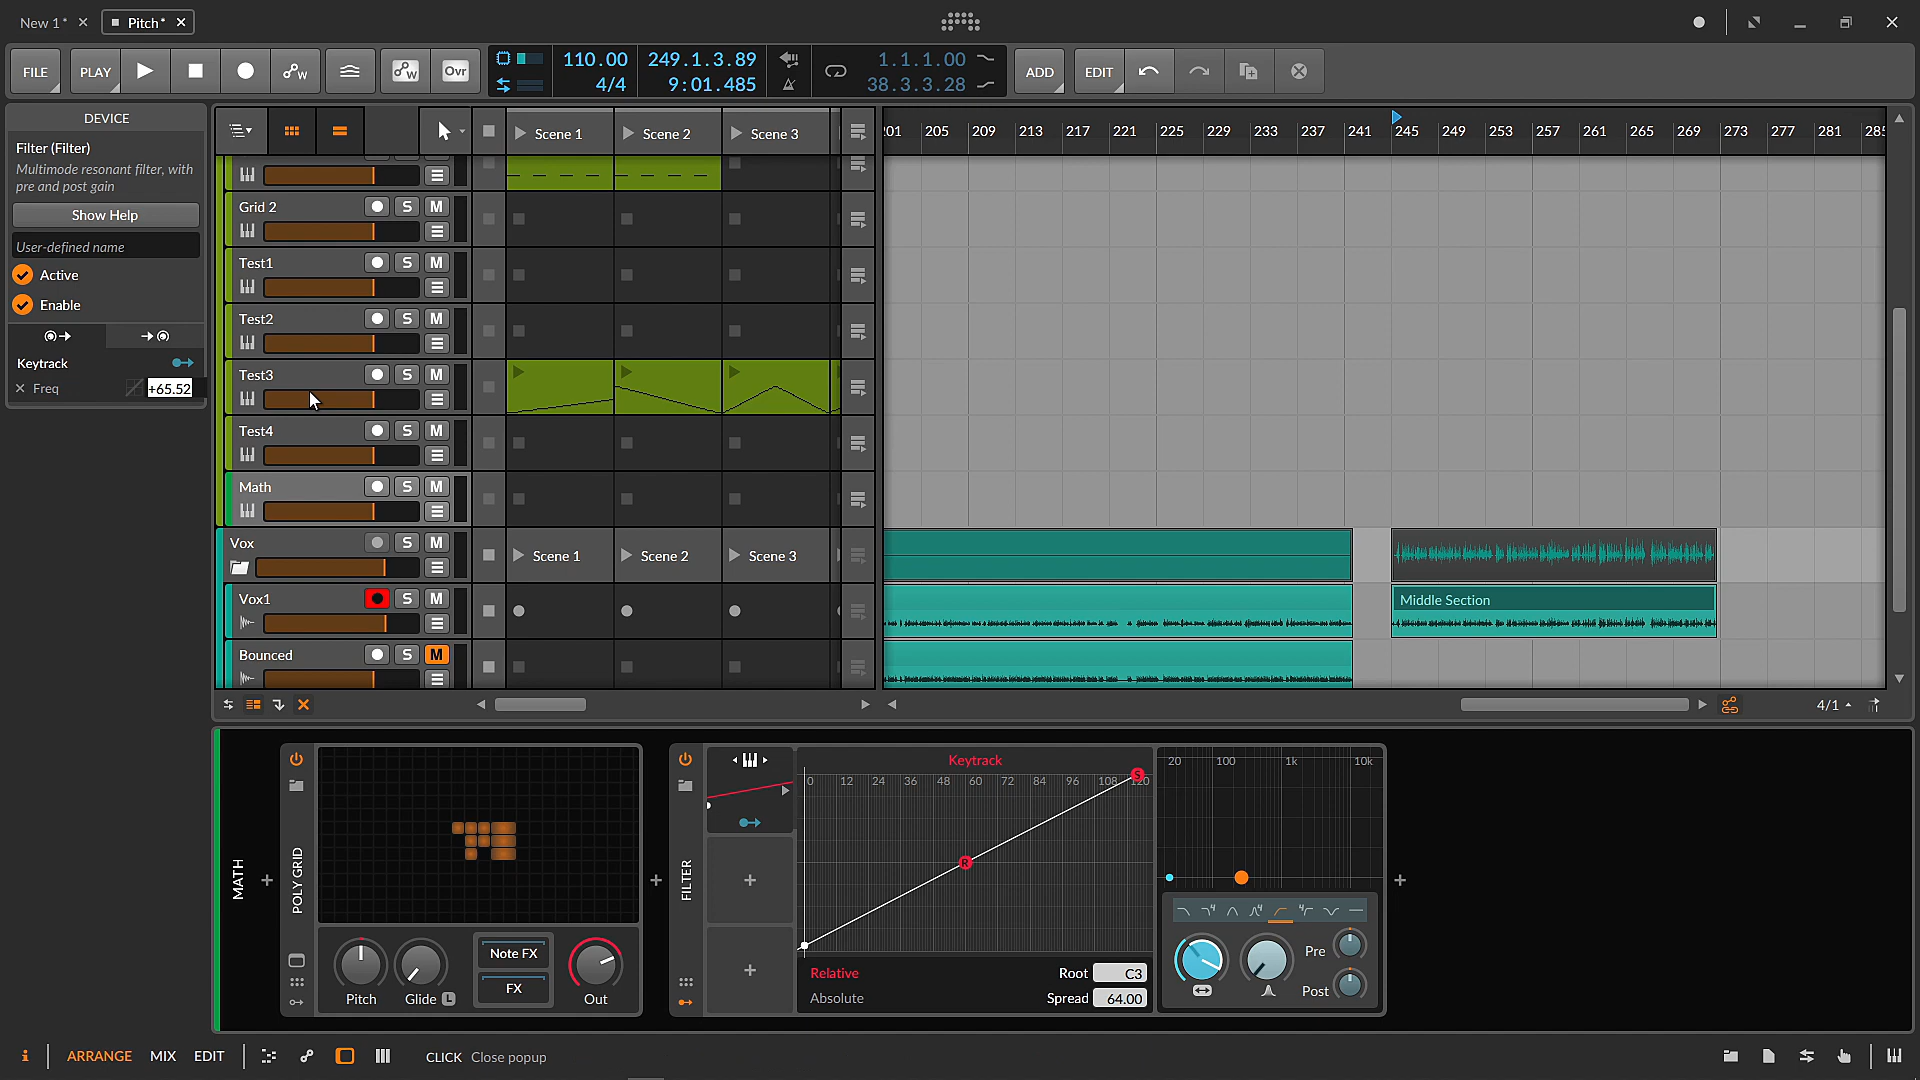 New 1* ×
Pitch* ×
FILE
PLAY
Ovr
110.00
4/4
249.1.3.89
9:01.485
1.1.1.00
38.3.3.28
ADD
EDIT
DEVICE
Filter (Filter)
Multimode resonant filter, with
pre and post gain
Show Help
User-defined name
Active
Enable
Keytrack
Freq +65.52
Scene 1 Scene 2 Scene 3
201 205 209 213 217 221 225 229 233 237 241 245 249 253 257 261 265 269 273 277 281 285
Grid 2 S M
Test1 S M
Test2 S M
Test3 S M
Test4 S M
Math S M
Vox S M
Scene 1 Scene 2 Scene 3
Vox1 S M
Middle Section
Bounced S M
4/1
MATH
POLY GRID
Pitch
Glide L
Note FX
FX
Out
FILTER
Keytrack
0 12 24 36 48 60 72 84 96 108 120
S
R
Relative
Absolute
Root C3
Spread 64.00
20 100 1k 10k
Pre
Post
i ARRANGE MIX EDIT
CLICK Close popup